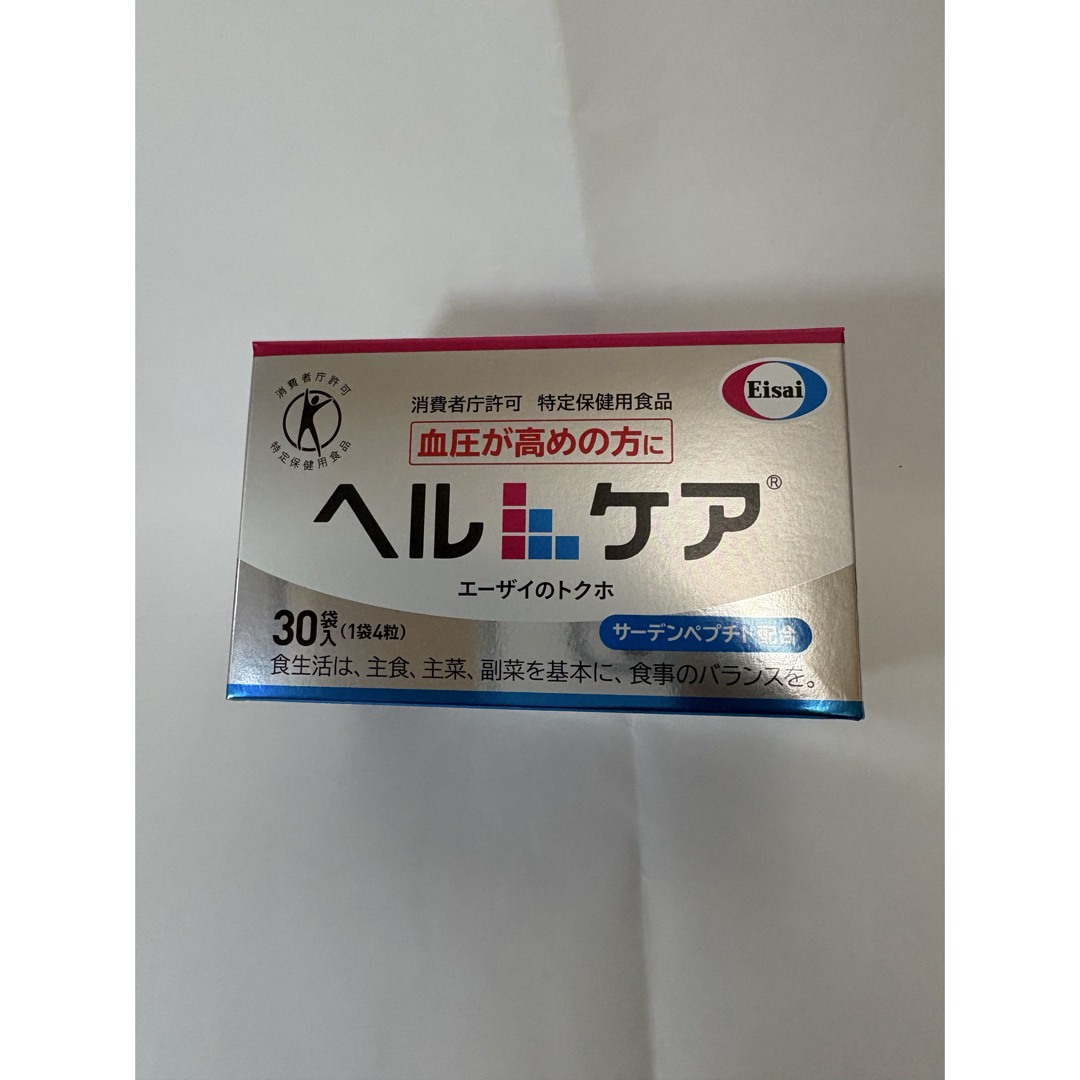 消費者庁許可
特定保健用食品
消費者庁許可 特定保健用食品
Eisai
血圧が高めの方に
ヘルケア®
エーザイのトクホ
30袋入(1袋4粒)
サーデンペプチド配合
食生活は、主食、主菜、副菜を基本に、食事のバランスを。